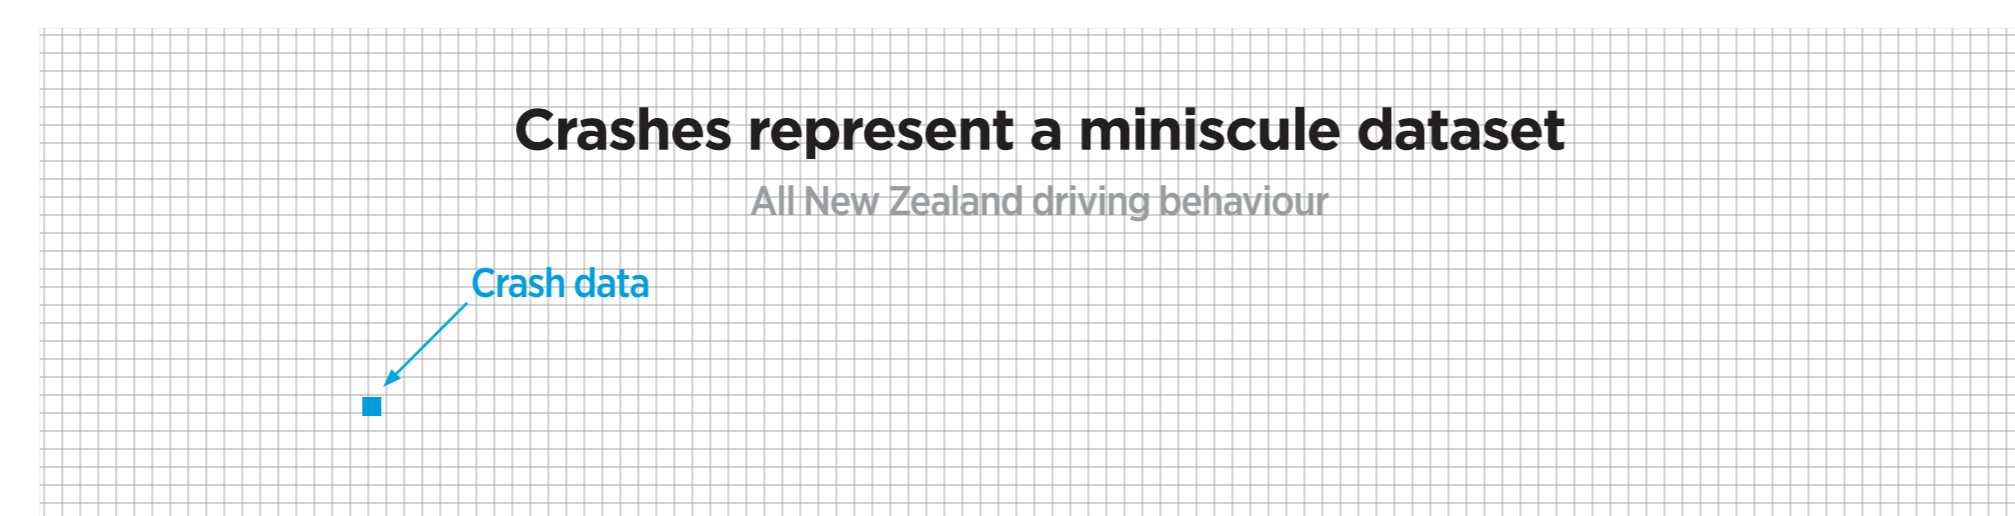 Crashes represent a miniscule dataset
All New Zealand driving behaviour
Crash data